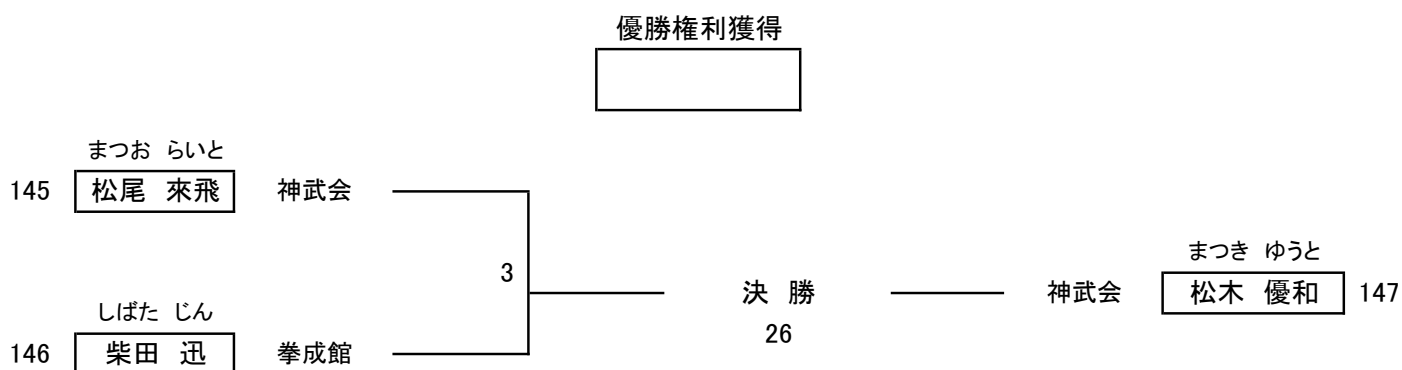 優勝権利獲得
まつお らいと
145 松尾 來飛 神武会
3
しばた じん
146 柴田 迅 拳成館
決 勝
26
まつき ゆうと
神武会 松木 優和 147